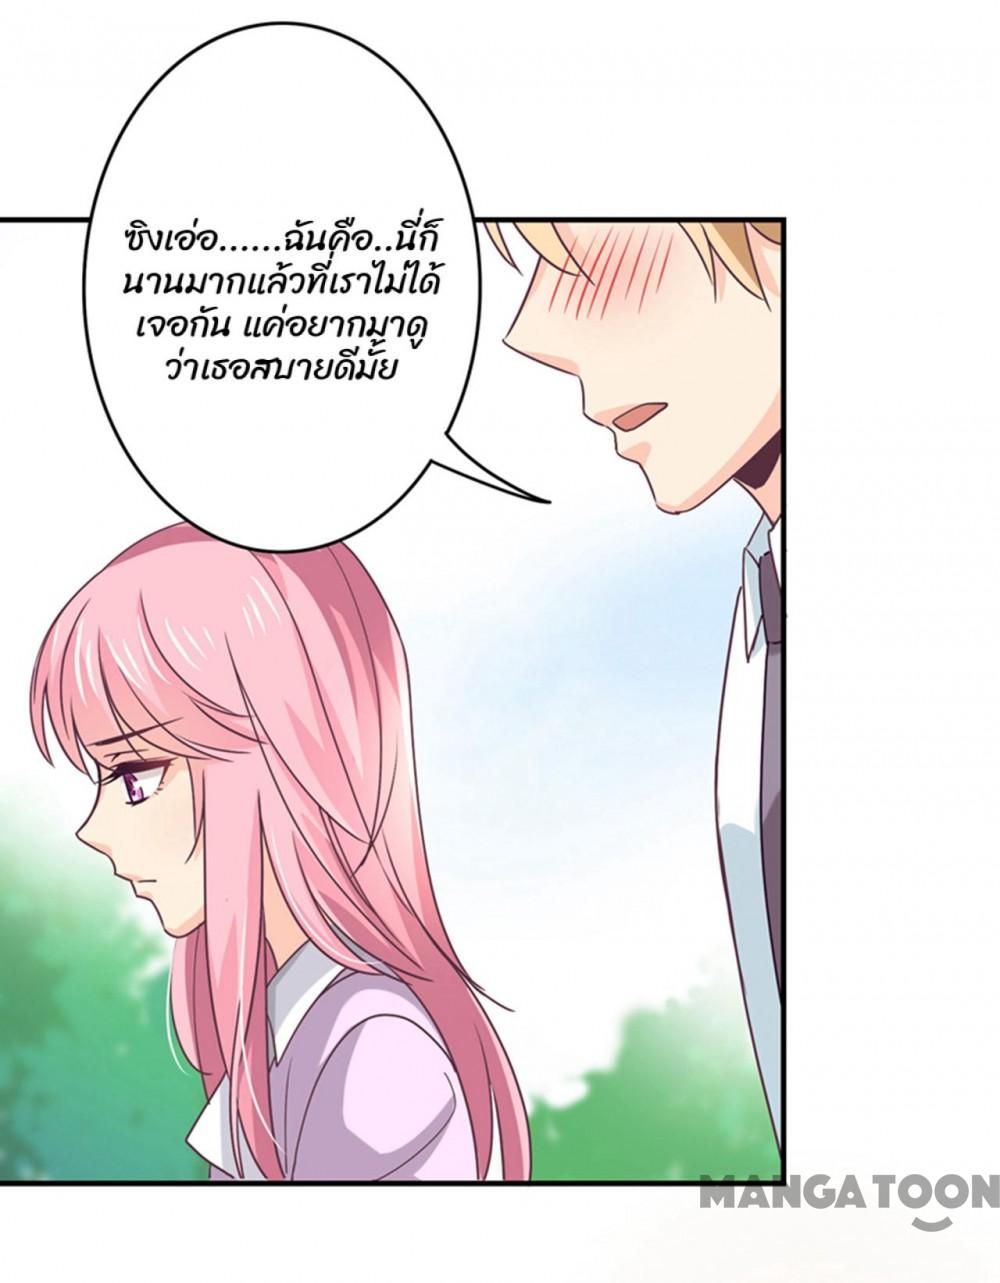 ซิงเอ่อ......ฉันคือ..นี่ก็
นานมากแล้วที่เราไม่ได้
เจอกัน แค่อยากมาดู
ว่าเธอสบายดีมั้ย
MANGATOON